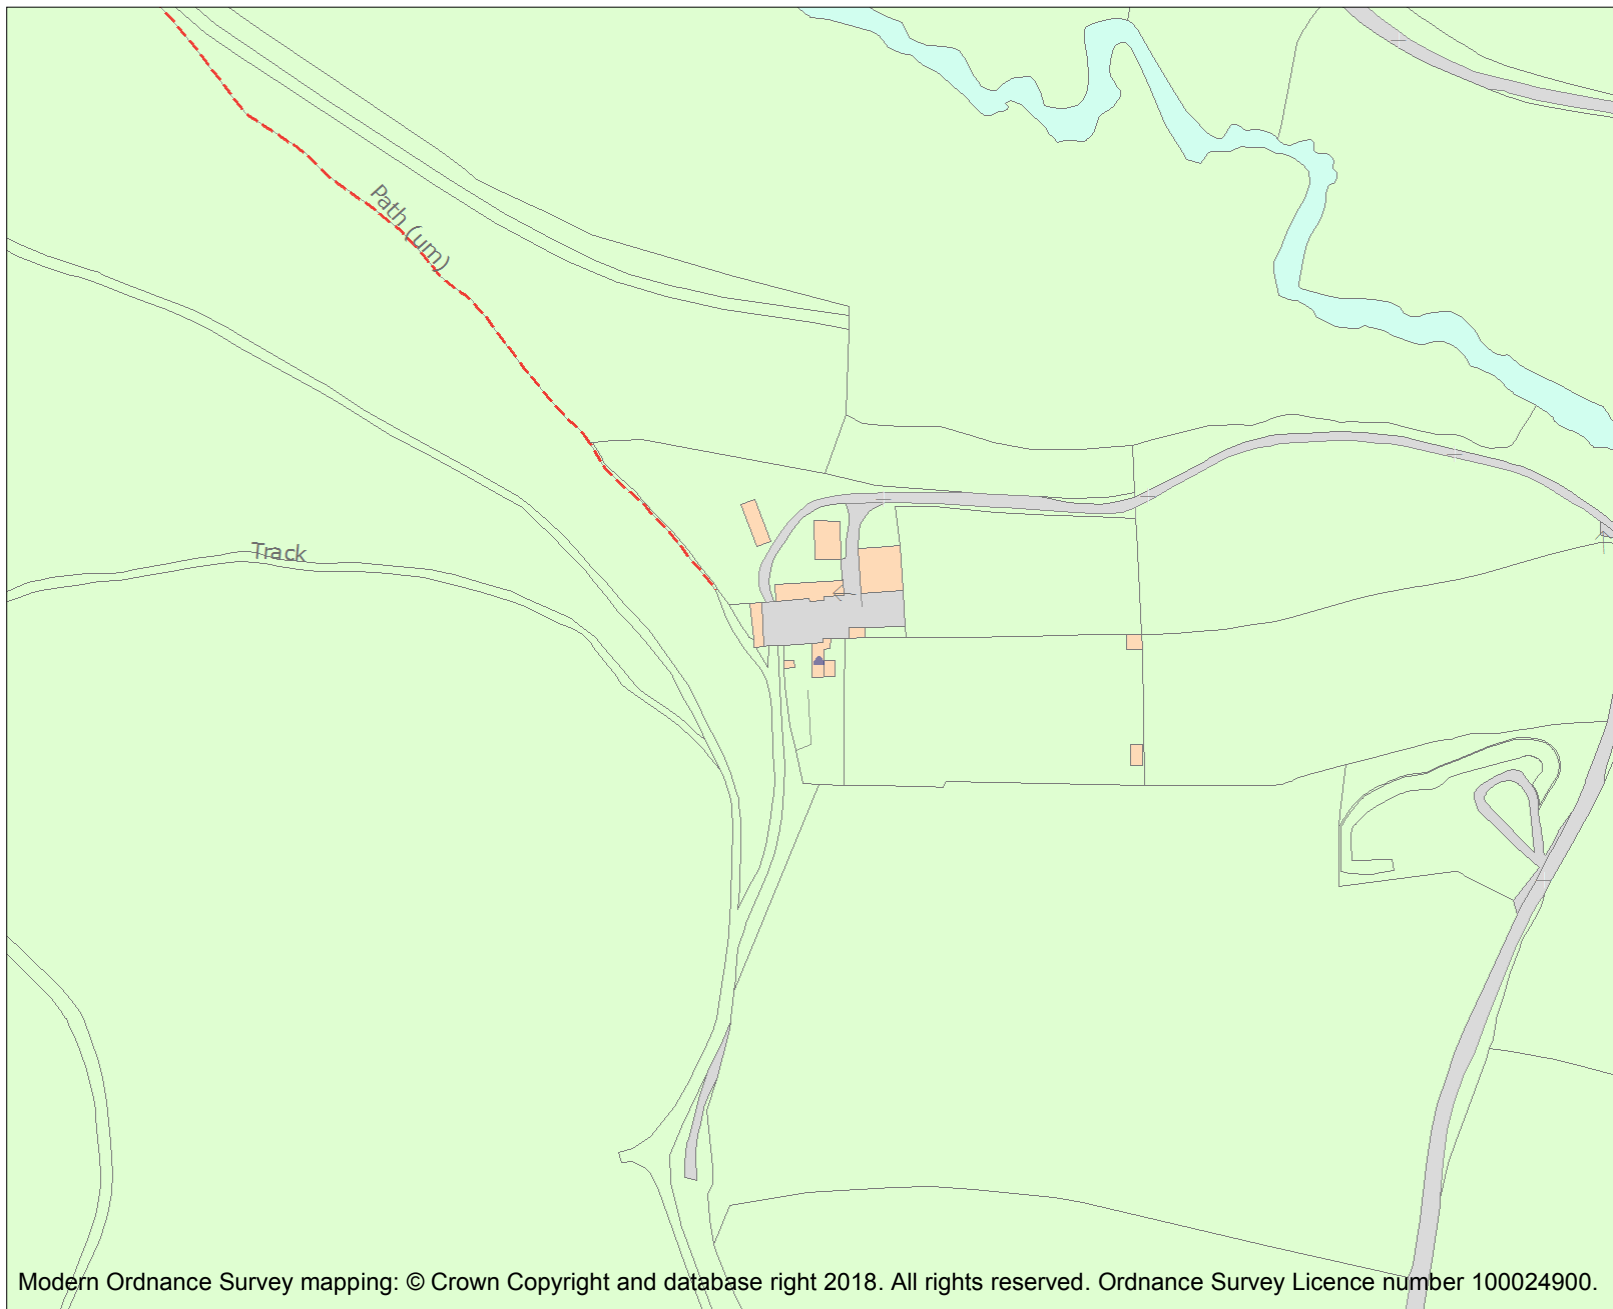 Path (um)
Track
Modern Ordnance Survey mapping: © Crown Copyright and database right 2018. All rights reserved. Ordnance Survey Licence number 100024900.